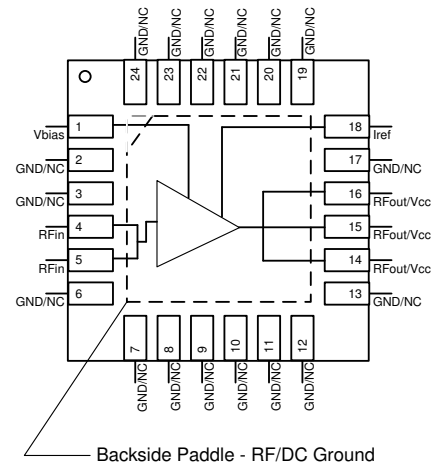 GND/NC GND/NC GND/NC GND/NC GND/NC GND/NC
24 23 22 21 20 19
Vbias 1 18 Iref
GND/NC 2 17 GND/NC
GND/NC 3 16 RFout/Vcc
RFin 4 15 RFout/Vcc
RFin 5 14 RFout/Vcc
GND/NC 6 13 GND/NC
7 8 9 10 11 12
GND/NC GND/NC GND/NC GND/NC GND/NC GND/NC
Backside Paddle - RF/DC Ground